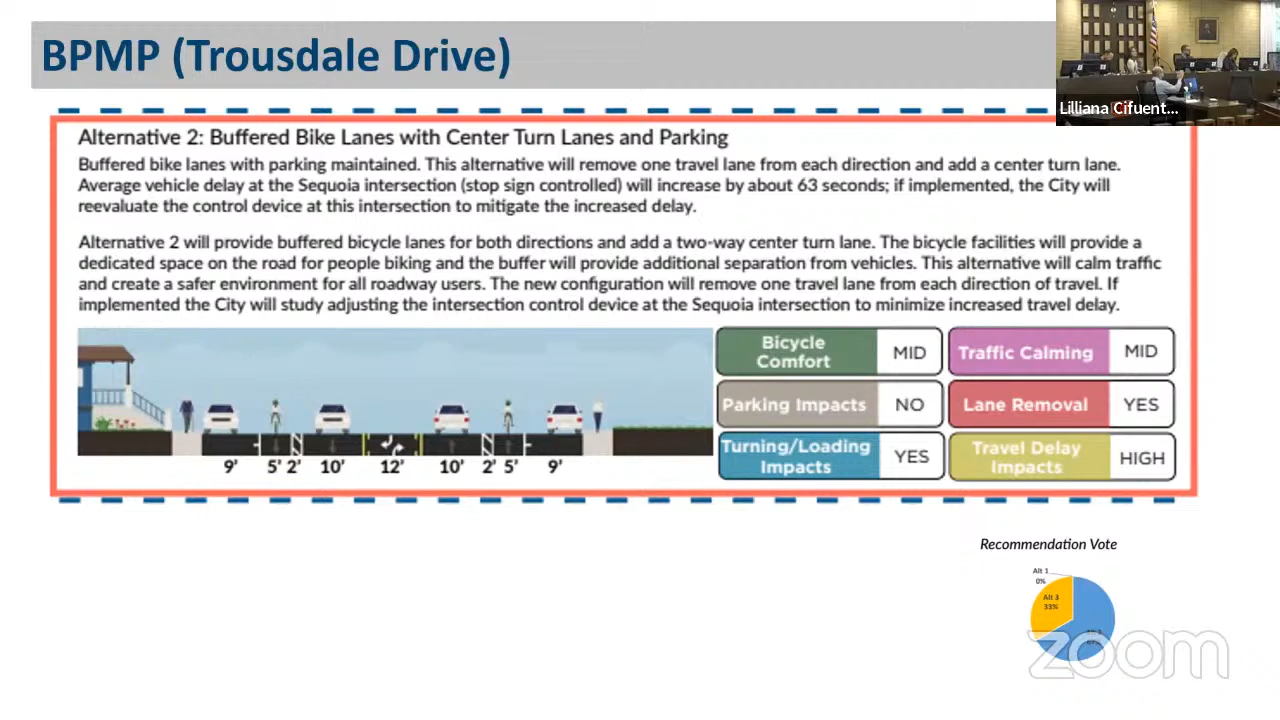 BPMP (Trousdale Drive)
Lilliana Cifuent...
Alternative 2: Buffered Bike Lanes with Center Turn Lanes and Parking
Buffered bike lanes with parking maintained. This alternative will remove one travel lane from each direction and add a center turn lane.
Average vehicle delay at the Sequoia intersection (stop sign controlled) will increase by about 63 seconds; if implemented, the City will
reevaluate the control device at this intersection to mitigate the increased delay.
Alternative 2 will provide buffered bicycle lanes for both directions and add a two-way center turn lane. The bicycle facilities will provide a
dedicated space on the road for people biking and the buffer will provide additional separation from vehicles. This alternative will calm traffic
and create a safer environment for all roadway users. The new configuration will remove one travel lane from each direction of travel. If
implemented the City will study adjusting the intersection control device at the Sequoia intersection to minimize increased travel delay.
9' 5' 2' 10' 12' 10' 2' 5' 9'
Bicycle
Comfort
MID
Traffic Calming
MID
Parking Impacts
NO
Lane Removal
YES
Turning/Loading
Impacts
YES
Travel Delay
Impacts
HIGH
Recommendation Vote
Alt 1
0%
Alt 3
33%
zoom